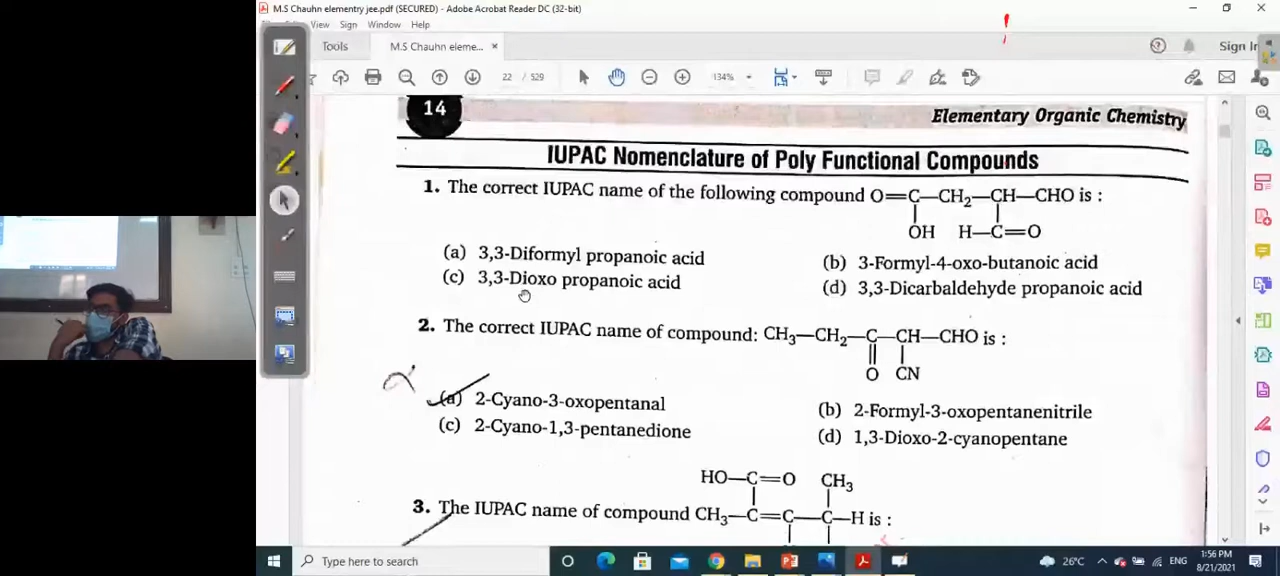 M.S Chauhn elementry jee.pdf (SECURED) - Adobe Acrobat Reader DC (32-bit)
View Sign Window Help
Tools M.S Chauhn eleme... × Sign In
22 / 529 134%
14
Elementary Organic Chemistry
IUPAC Nomenclature of Poly Functional Compounds
1. The correct IUPAC name of the following compound O=C—CH2—CH—CHO is :
OH H—C=O
(a) 3,3-Diformyl propanoic acid (b) 3-Formyl-4-oxo-butanoic acid
(c) 3,3-Dioxo propanoic acid (d) 3,3-Dicarbaldehyde propanoic acid
2. The correct IUPAC name of compound: CH3—CH2—C—CH—CHO is :
O CN
(a) 2-Cyano-3-oxopentanal (b) 2-Formyl-3-oxopentanenitrile
(c) 2-Cyano-1,3-pentanedione (d) 1,3-Dioxo-2-cyanopentane
HO—C=O CH3
3. The IUPAC name of compound CH3—C=C—C—H is :
Type here to search 26°C ENG 1:56 PM
8/21/2021